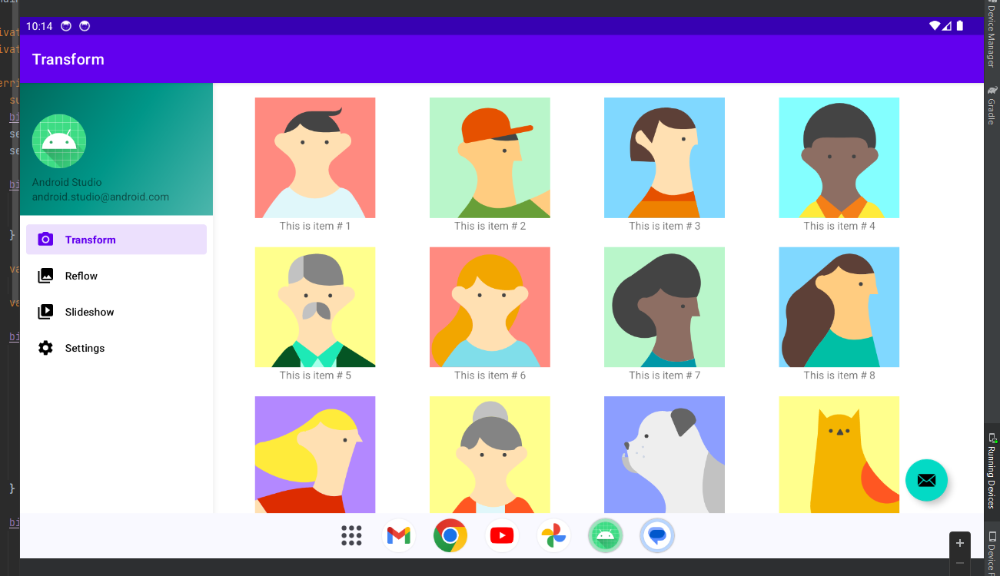 10:14
Transform
Android Studio
android.studio@android.com
Transform
Reflow
Slideshow
Settings
This is item # 1
This is item # 2
This is item # 3
This is item # 4
This is item # 5
This is item # 6
This is item # 7
This is item # 8
Device Manager
Gradle
Running Devices